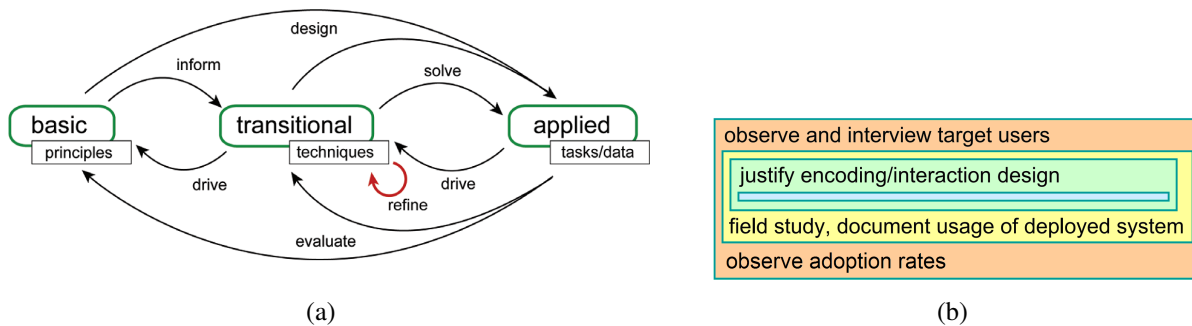 design
inform
solve
basic
transitional
applied
principles
techniques
tasks/data
drive
drive
refine
evaluate
(a)
observe and interview target users
justify encoding/interaction design
field study, document usage of deployed system
observe adoption rates
(b)